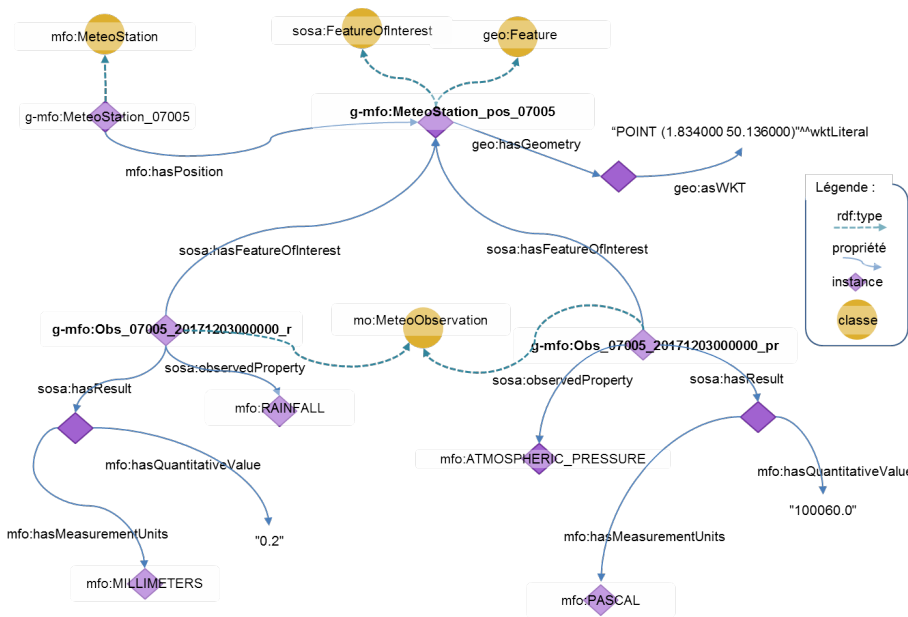 mfo:MeteoStation
sosa:FeatureOfInterest
geo:Feature
g-mfo:MeteoStation_07005
g-mfo:MeteoStation_pos_07005
"POINT (1.834000 50.136000)"^^wktLiteral
geo:hasGeometry
mfo:hasPosition
geo:asWKT
Légende :
rdf:type
propriété
instance
classe
sosa:hasFeatureOfInterest
sosa:hasFeatureOfInterest
g-mfo:Obs_07005_20171203000000_r
mo:MeteoObservation
g-mfo:Obs_07005_20171203000000_pr
sosa:hasResult
sosa:observedProperty
sosa:observedProperty
sosa:hasResult
mfo:RAINFALL
mfo:hasQuantitativeValue
mfo:ATMOSPHERIC_PRESSURE
mfo:hasQuantitativeValue
"100060.0"
mfo:hasMeasurementUnits
"0.2"
mfo:hasMeasurementUnits
mfo:MILLIMETERS
mfo:PASCAL